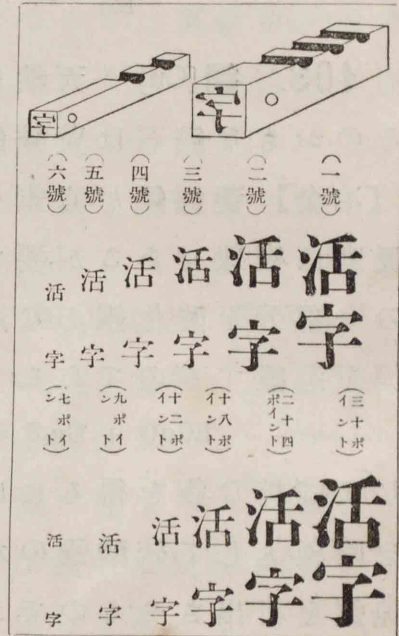 字
字
（一號）
活字
（二號）
活字
（三號）
活字
（四號）
活字
（五號）
活字
（六號）
活字
（三十ポイント）
活字
（二十四ポイント）
活字
（十八ポイント）
活字
（十二ポイント）
活字
（九ポイント）
活字
（七ポイント）
活字